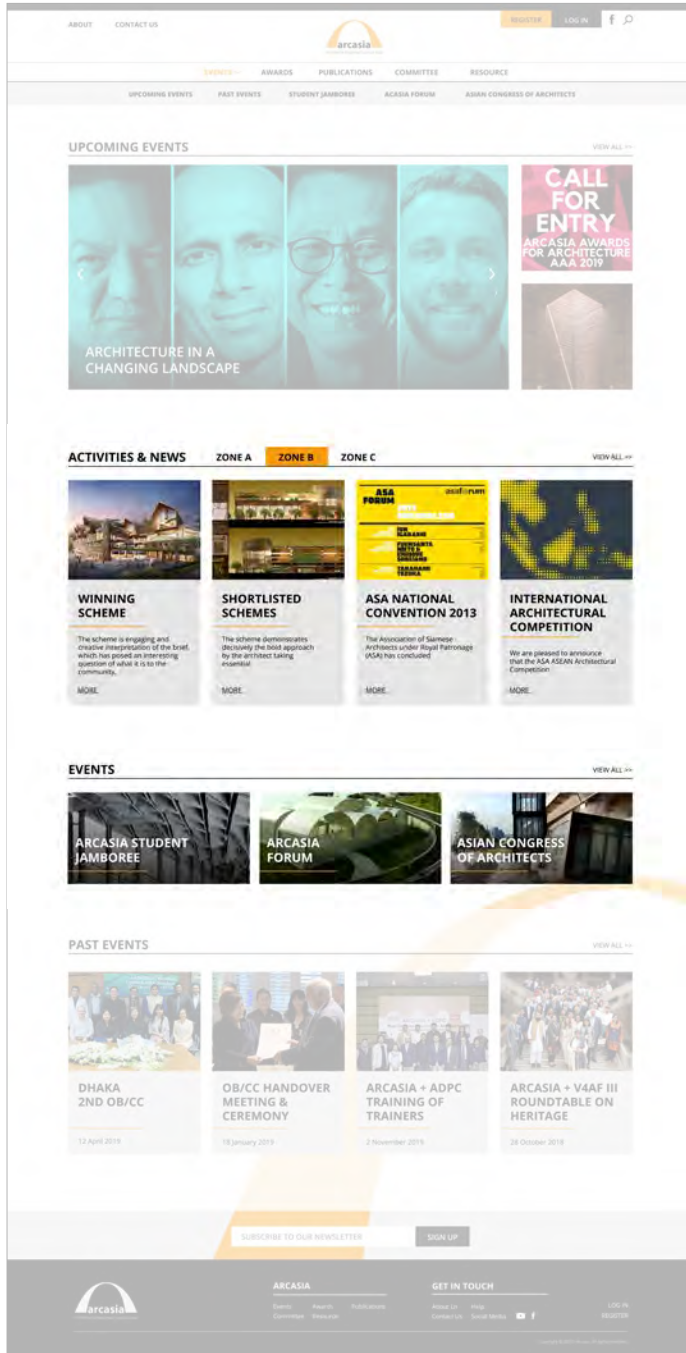 ABOUT CONTACT US
REGISTER LOG IN
arcasia
EVENTS AWARDS PUBLICATIONS COMMITTEE RESOURCE
UPCOMING EVENTS PAST EVENTS STUDENT JAMBOREE ACASIA FORUM ASIAN CONGRESS OF ARCHITECTS
UPCOMING EVENTS VIEW ALL >>
ARCHITECTURE IN A
CHANGING LANDSCAPE
CALL
FOR
ENTRY
ARCASIA AWARDS
FOR ARCHITECTURE
AAA 2019
ACTIVITIES & NEWS ZONE A ZONE B ZONE C VIEW ALL >>
ASA
FORUM
asaforum
WINNING
SCHEME
The scheme is engaging and
creative interpretation of the brief,
which has posed an interesting
question of what it is to the
community,
MORE
SHORTLISTED
SCHEMES
The scheme demonstrates
decisively the bold approach
by the architect taking
essential
MORE
ASA NATIONAL
CONVENTION 2013
The Association of Siamese
Architects under Royal Patronage
(ASA) has concluded
MORE
INTERNATIONAL
ARCHITECTURAL
COMPETITION
We are pleased to announce
that the ASA ASEAN Architectural
Competition
MORE
EVENTS VIEW ALL >>
ARCASIA STUDENT
JAMBOREE
ARCASIA
FORUM
ASIAN CONGRESS
OF ARCHITECTS
PAST EVENTS VIEW ALL >>
DHAKA
2ND OB/CC
12 April 2019
OB/CC HANDOVER
MEETING &
CEREMONY
18 January 2019
ARCASIA + ADPC
TRAINING OF
TRAINERS
2 November 2019
ARCASIA + V4AF III
ROUNDTABLE ON
HERITAGE
28 October 2018
SUBSCRIBE TO OUR NEWSLETTER SIGN UP
arcasia
ARCASIA
Events Awards Publications
Committee Resource
GET IN TOUCH
About Us Help
Contact Us Social Media
LOG IN
REGISTER